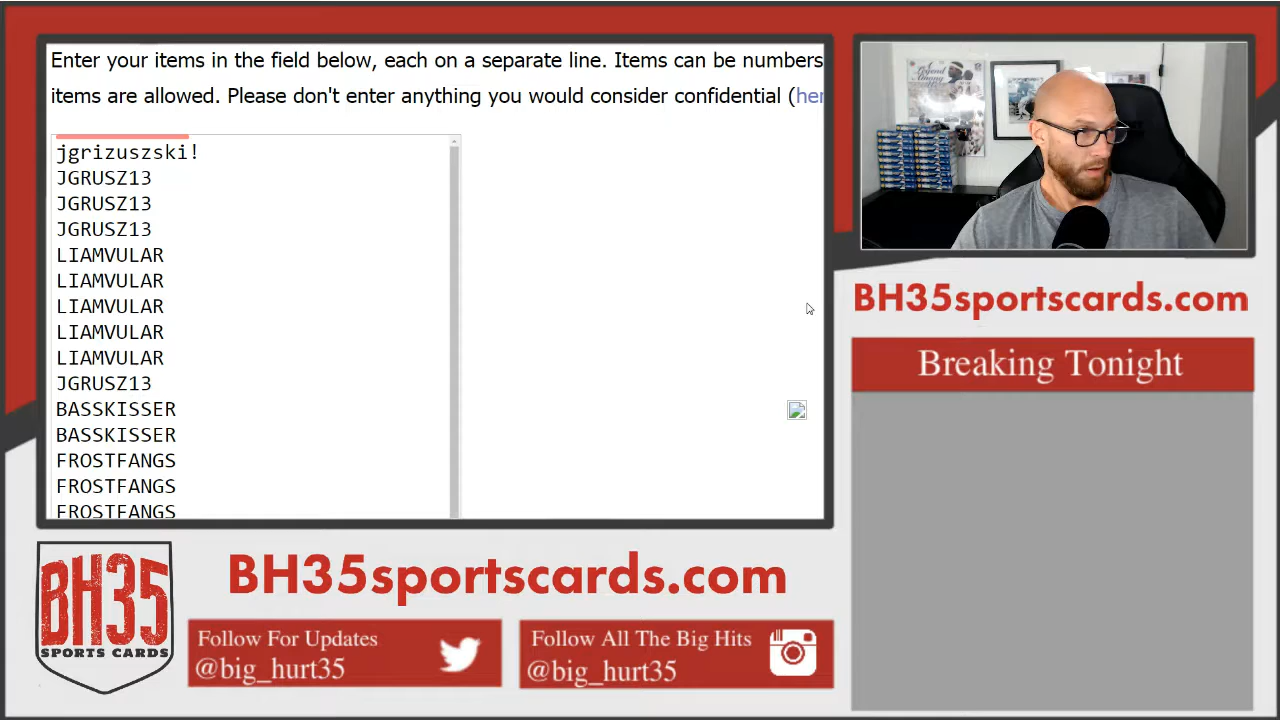 Enter your items in the field below, each on a separate line. Items can be numbers
items are allowed. Please don't enter anything you would consider confidential (her
jgrizuszski!
JGRUSZ13
JGRUSZ13
JGRUSZ13
LIAMVULAR
LIAMVULAR
LIAMVULAR
LIAMVULAR
LIAMVULAR
JGRUSZ13
BASSKISSER
BASSKISSER
FROSTFANGS
FROSTFANGS
FROSTFANGS
BH35sportscards.com
Breaking Tonight
BH35
SPORTS CARDS
BH35sportscards.com
Follow For Updates
@big_hurt35
Follow All The Big Hits
@big_hurt35